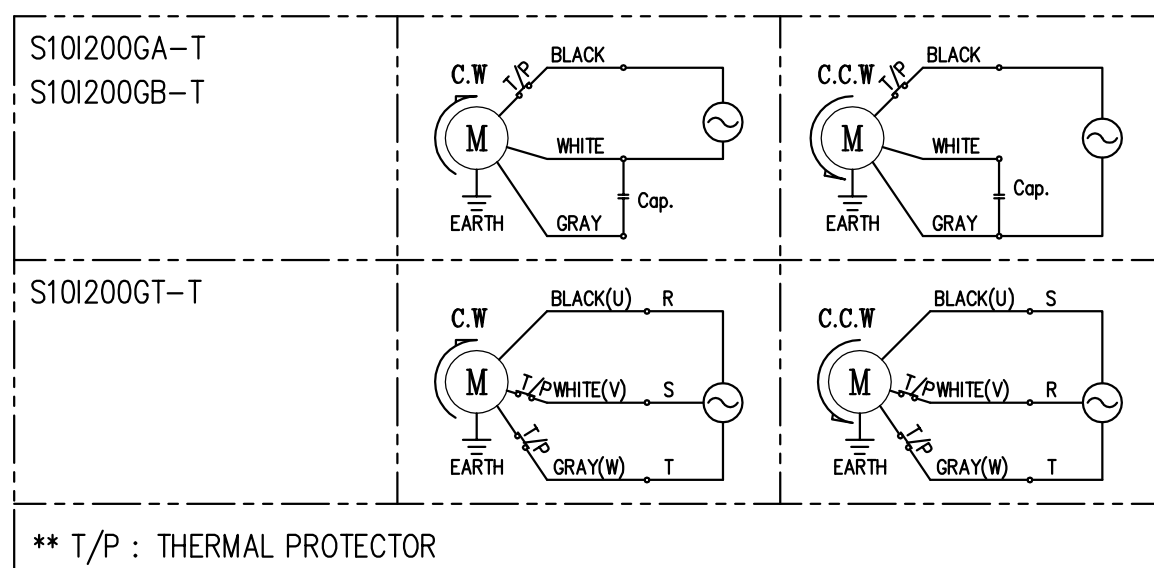 S10I200GA-T
S10I200GB-T
C.W
T/P
BLACK
M
WHITE
Cap.
EARTH
GRAY
C.C.W
T/P
BLACK
M
WHITE
Cap.
EARTH
GRAY
S10I200GT-T
C.W
BLACK(U) R
M
T/P WHITE(V) S
T/P
EARTH
GRAY(W) T
C.C.W
BLACK(U) S
M
T/P WHITE(V) R
T/P
EARTH
GRAY(W) T
** T/P : THERMAL PROTECTOR